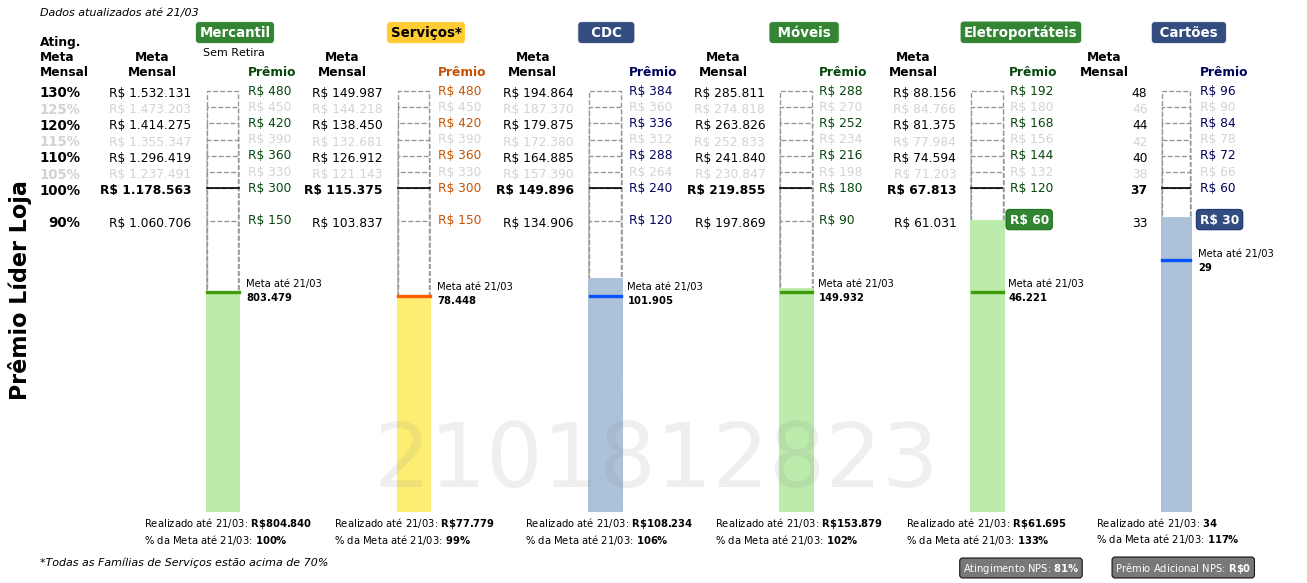 Dados atualizados até 21/03
Mercantil Serviços* CDC Móveis Eletroportáteis Cartões
Sem Retira
Ating. Meta Mensal Meta Mensal Prêmio Meta Mensal Prêmio Meta Mensal Prêmio Meta Mensal Prêmio Meta Mensal Prêmio Meta Mensal Prêmio
130% R$ 1.532.131 R$ 480 R$ 149.987 R$ 480 R$ 194.864 R$ 384 R$ 285.811 R$ 288 R$ 88.156 R$ 192 48 R$ 96
125% R$ 1.473.203 R$ 450 R$ 144.218 R$ 450 R$ 187.370 R$ 360 R$ 274.818 R$ 270 R$ 84.766 R$ 180 46 R$ 90
120% R$ 1.414.275 R$ 420 R$ 138.450 R$ 420 R$ 179.875 R$ 336 R$ 263.826 R$ 252 R$ 81.375 R$ 168 44 R$ 84
115% R$ 1.355.347 R$ 390 R$ 132.681 R$ 390 R$ 172.380 R$ 312 R$ 252.833 R$ 234 R$ 77.984 R$ 156 42 R$ 78
110% R$ 1.296.419 R$ 360 R$ 126.912 R$ 360 R$ 164.885 R$ 288 R$ 241.840 R$ 216 R$ 74.594 R$ 144 40 R$ 72
105% R$ 1.237.491 R$ 330 R$ 121.143 R$ 330 R$ 157.390 R$ 264 R$ 230.847 R$ 198 R$ 71.203 R$ 132 38 R$ 66
100% R$ 1.178.563 R$ 300 R$ 115.375 R$ 300 R$ 149.896 R$ 240 R$ 219.855 R$ 180 R$ 67.813 R$ 120 37 R$ 60
90% R$ 1.060.706 R$ 150 R$ 103.837 R$ 150 R$ 134.906 R$ 120 R$ 197.869 R$ 90 R$ 61.031 R$ 60 33 R$ 30
Prêmio Líder Loja
Meta até 21/03 Meta até 21/03 Meta até 21/03 Meta até 21/03 Meta até 21/03 Meta até 21/03
803.479 78.448 101.905 149.932 46.221 29
2101812823
Realizado até 21/03: R$804.840 Realizado até 21/03: R$77.779 Realizado até 21/03: R$108.234 Realizado até 21/03: R$153.879 Realizado até 21/03: R$61.695 Realizado até 21/03: 34
% da Meta até 21/03: 100% % da Meta até 21/03: 99% % da Meta até 21/03: 106% % da Meta até 21/03: 102% % da Meta até 21/03: 133% % da Meta até 21/03: 117%
*Todas as Famílias de Serviços estão acima de 70% Atingimento NPS: 81% Prêmio Adicional NPS: R$0